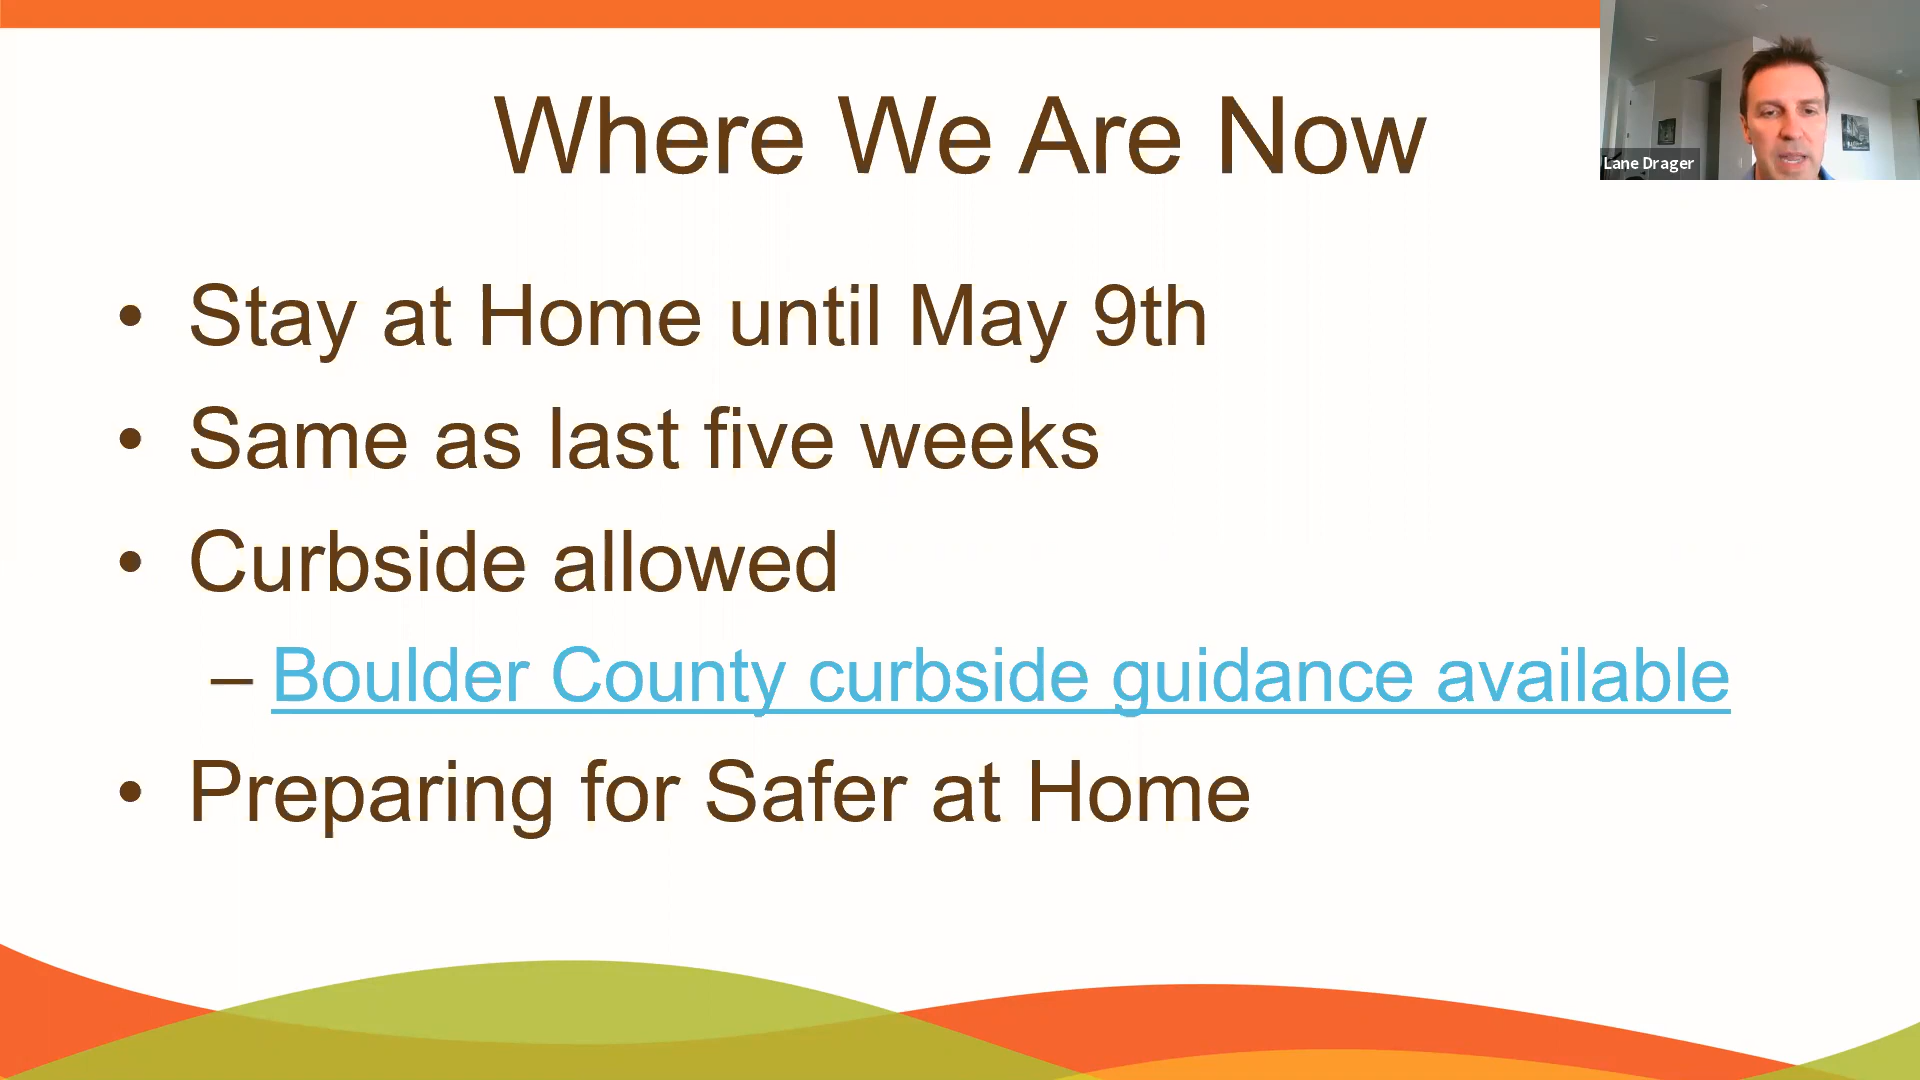 Where We Are Now
Lane Drager
• Stay at Home until May 9th
• Same as last five weeks
• Curbside allowed
– Boulder County curbside guidance available
• Preparing for Safer at Home